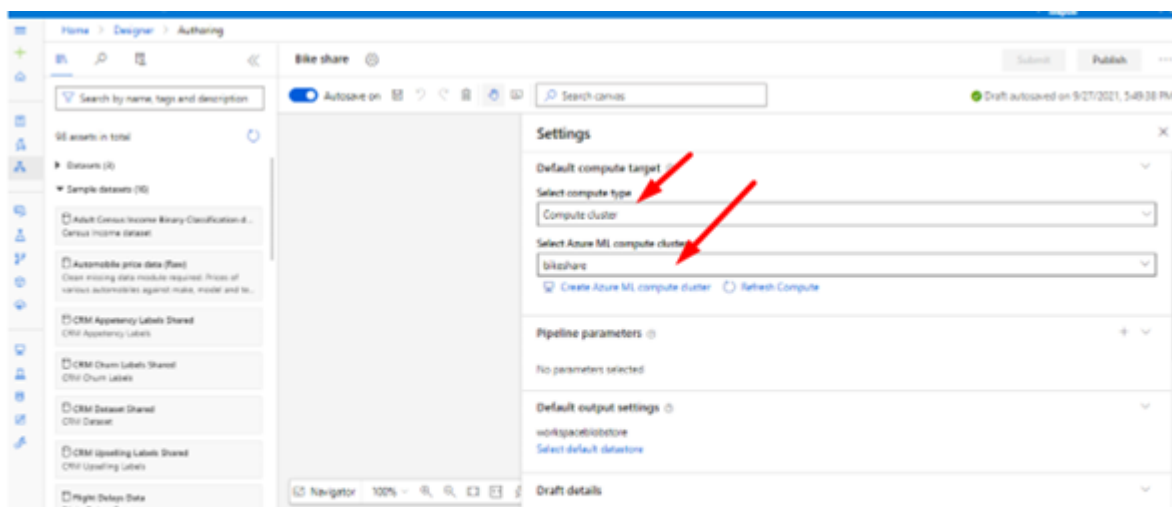 Home > Designer > Authoring
Bike share
Submit
Publish
Search by name, tags and description
Autosave on
Search canvas
Draft autosaved on 9/27/2021, 5:49:38 PM
assets in total
Settings
Datasets
Sample datasets (16)
Default compute target
Select compute type
Compute cluster
Select Azure ML compute cluster
bikeshare
Create Azure ML compute cluster
Refresh Compute
Adult Census Income Binary Classification d...
Census Income dataset
Automobile price data (Raw)
Clean missing data module required. Prices of
various automobiles against make, model and te...
CRM Appetency Labels Shared
CRM Appetency Labels
CRM Churn Labels Shared
CRM Churn Labels
CRM Dataset Shared
CRM Dataset
CRM Upselling Labels Shared
CRM Upselling Labels
Flight Delays Data
Pipeline parameters
No parameters selected
Default output settings
workspaceblobstore
Select default datastore
Navigator
100%
Draft details